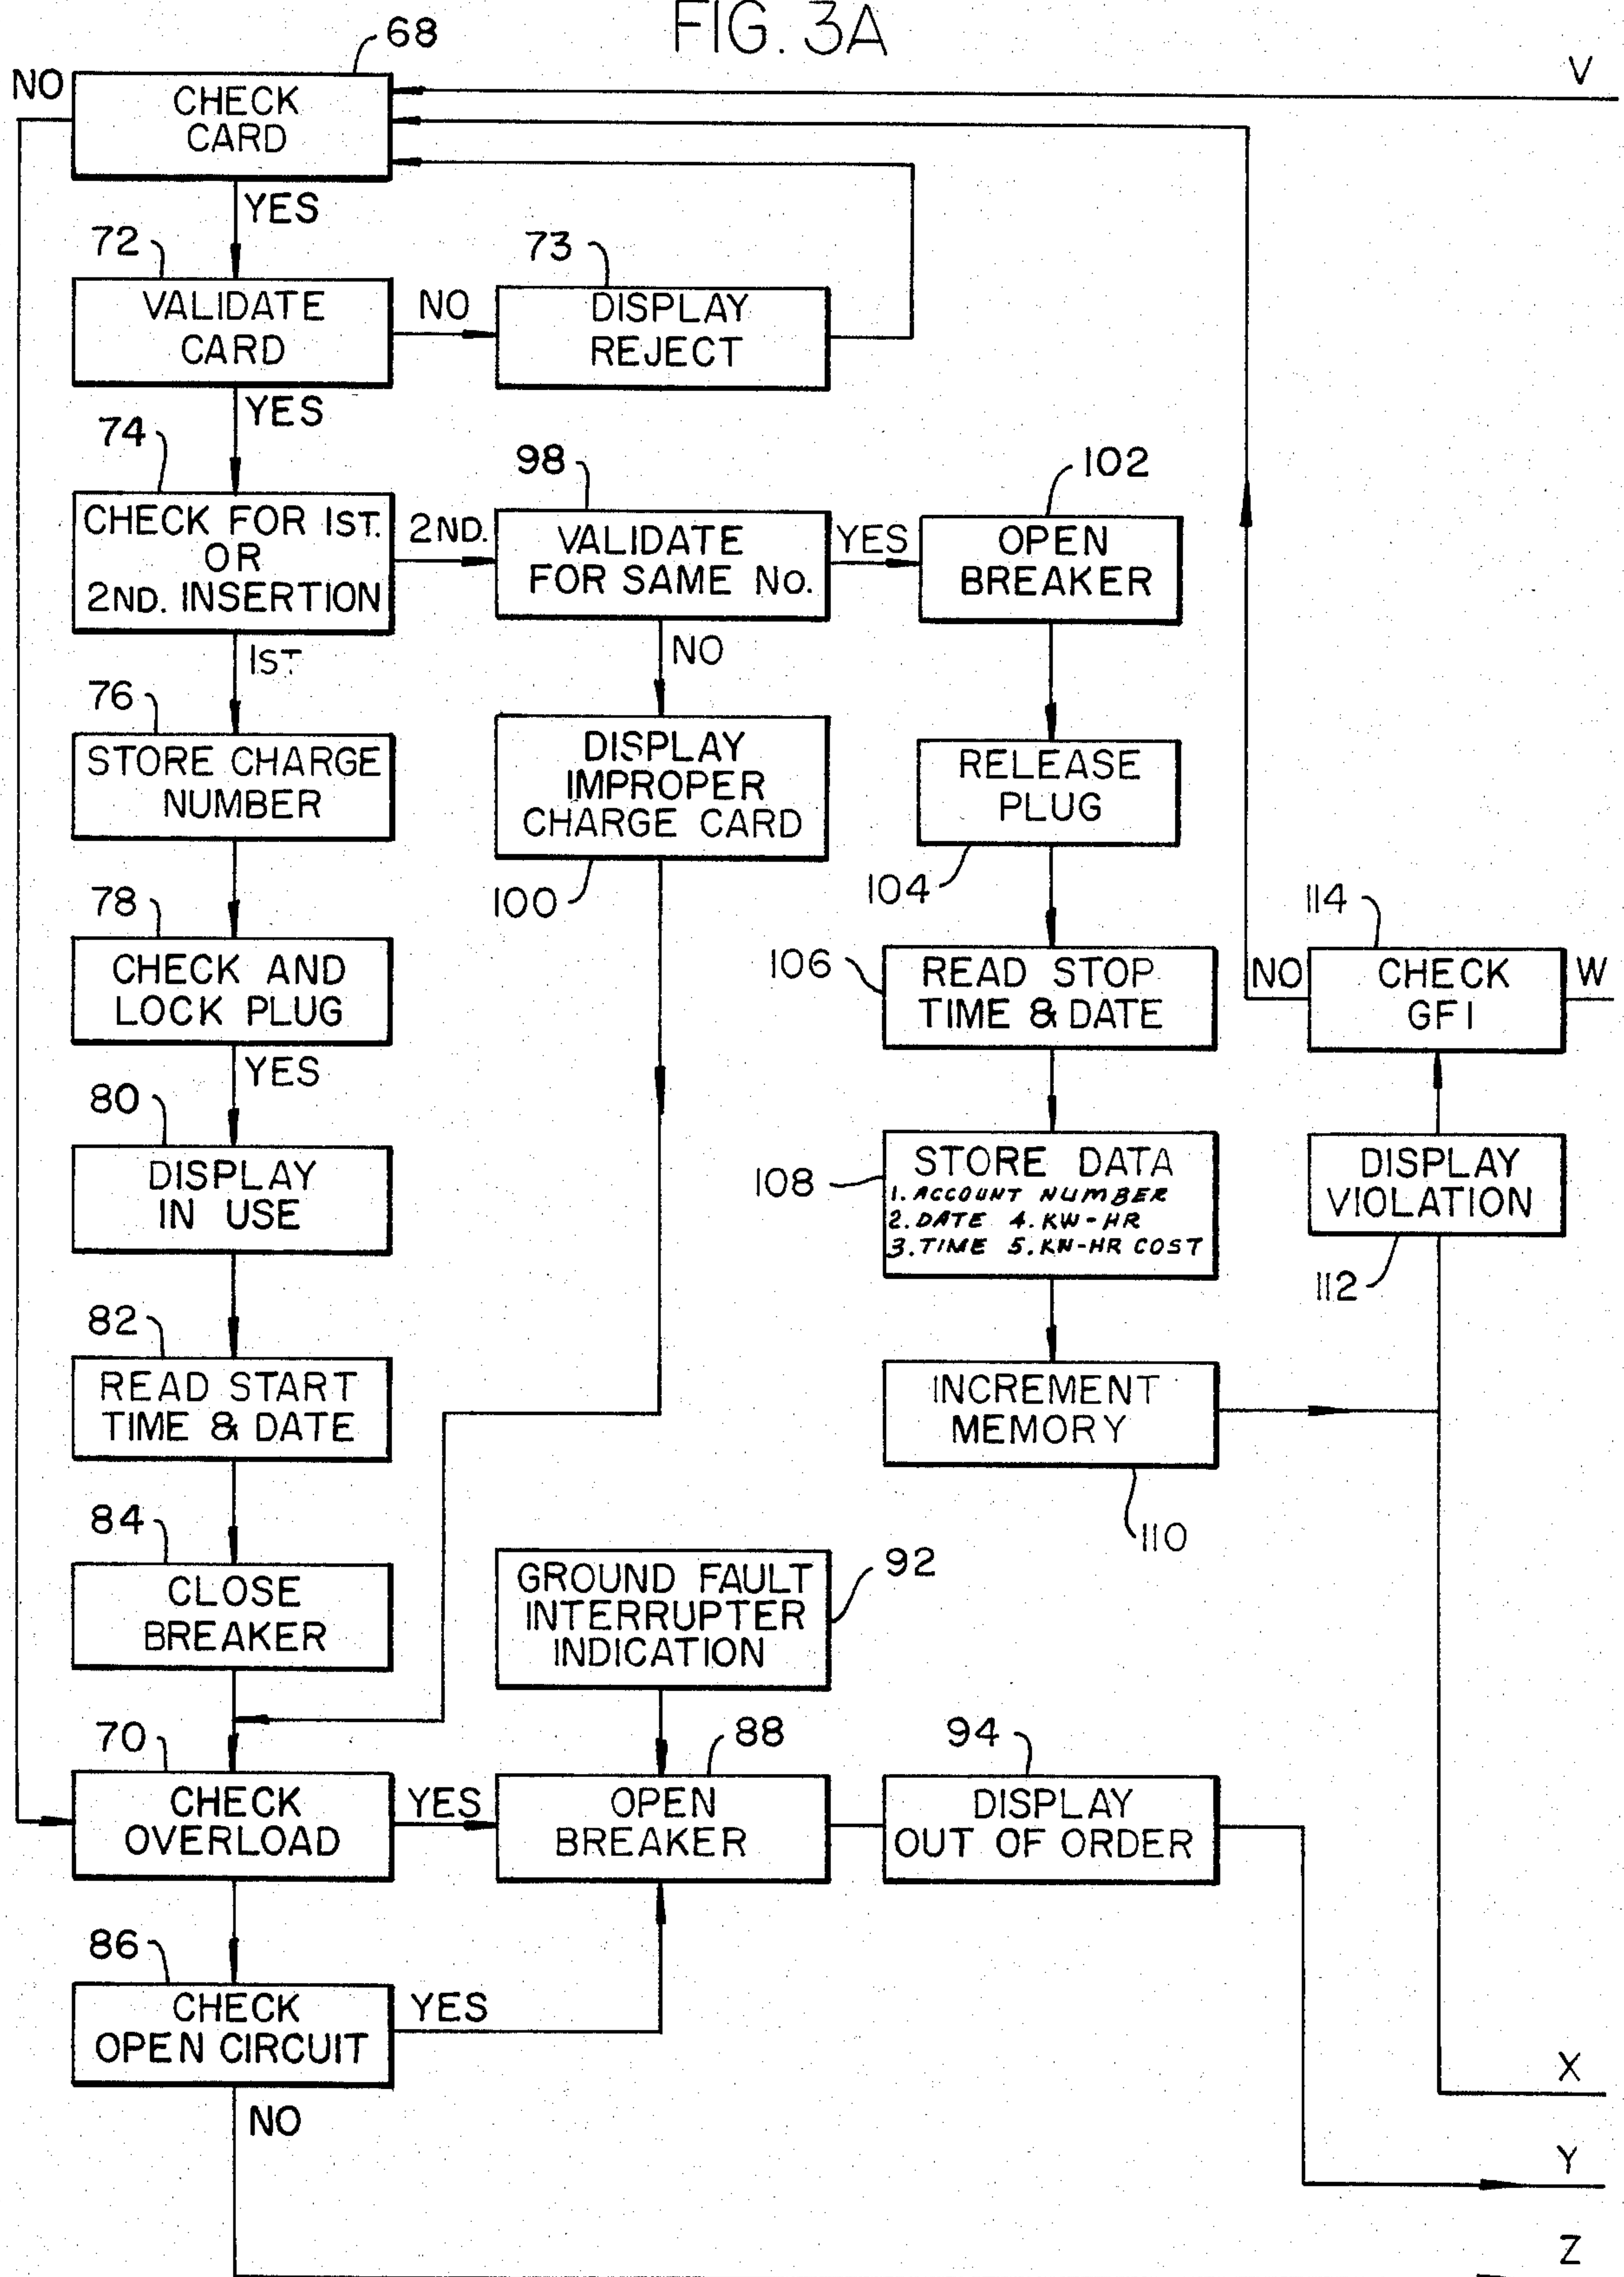 FIG. 3A
68
V
NO
CHECK
CARD
YES
72
VALIDATE
CARD
NO
73
DISPLAY
REJECT
YES
74
CHECK FOR 1ST.
OR
2ND. INSERTION
2ND.
98
VALIDATE
FOR SAME No.
YES
102
OPEN
BREAKER
1ST
NO
76
STORE CHARGE
NUMBER
DISPLAY
IMPROPER
CHARGE CARD
100
RELEASE
PLUG
104
78
CHECK AND
LOCK PLUG
YES
106
READ STOP
TIME & DATE
114
NO
CHECK
GFI
W
80
DISPLAY
IN USE
108
STORE DATA
1. ACCOUNT NUMBER
2. DATE 4. KW-HR
3. TIME 5. KW-HR COST
DISPLAY
VIOLATION
112
82
READ START
TIME & DATE
INCREMENT
MEMORY
110
84
CLOSE
BREAKER
GROUND FAULT
INTERRUPTER
INDICATION
92
70
CHECK
OVERLOAD
YES
88
OPEN
BREAKER
94
DISPLAY
OUT OF ORDER
86
CHECK
OPEN CIRCUIT
YES
NO
X
Y
Z